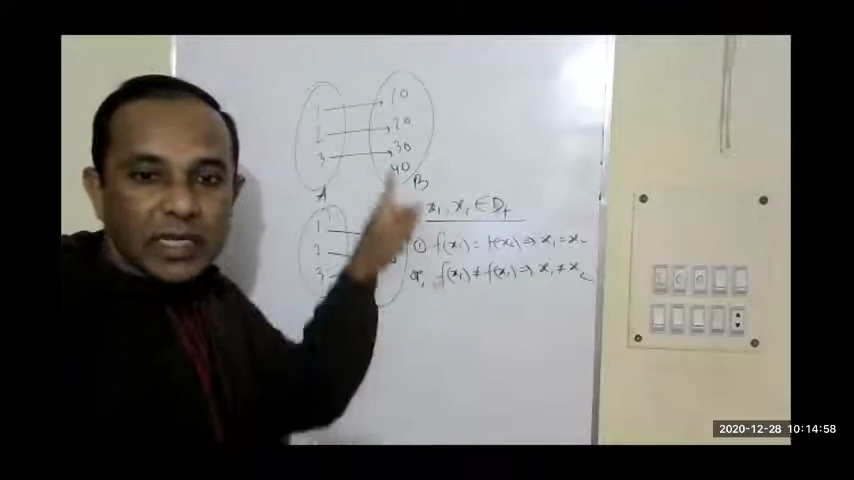 1 10
2 20
3 30
40
A B
x₁, x₂ ∈ D_f
1
2
3
① f(x₁) = f(x₂) ⇒ x₁ = x₂
or, f(x₁) ≠ f(x₂) ⇒ x₁ ≠ x₂
2020-12-28 10:14:58